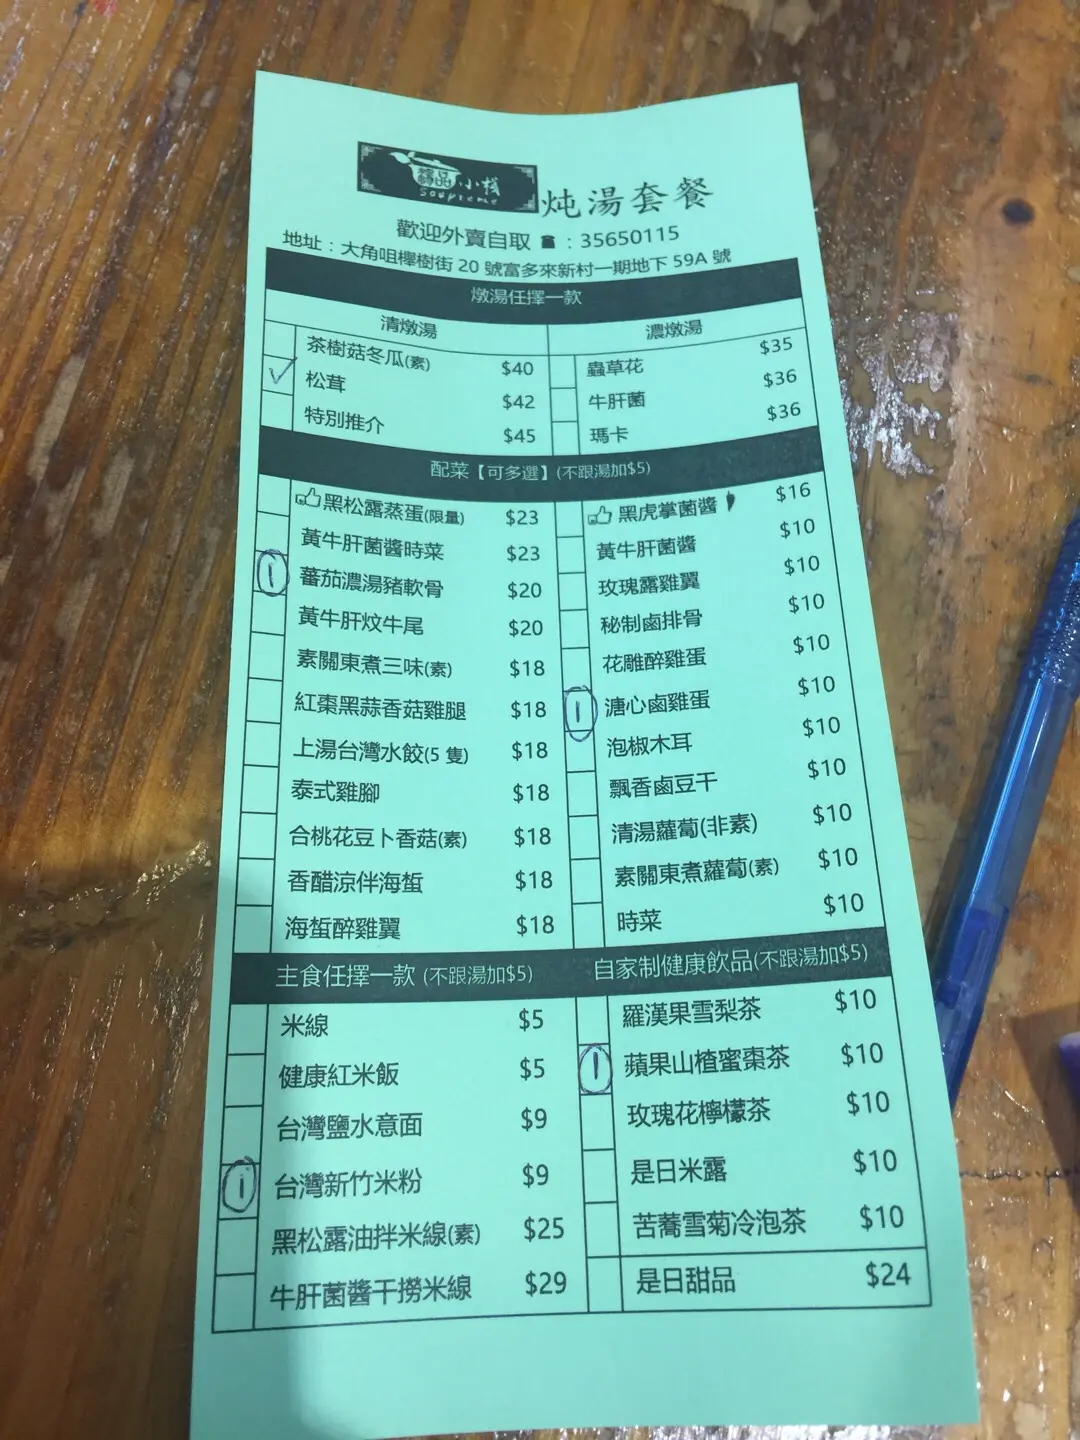 小棧
Soupreme
炖湯套餐
歡迎外賣自取 ☎：35650115
地址：大角咀櫸樹街 20 號富多來新村一期地下 59A 號
燉湯任擇一款
清燉湯 濃燉湯
茶樹菇冬瓜(素) $40 蟲草花 $35
✓ 松茸 $42 牛肝菌 $36
特別推介 $45 瑪卡 $36
配菜【可多選】(不跟湯加$5)
黑松露蒸蛋(限量) $23 黑虎掌菌醬 $16
黃牛肝菌醬時菜 $23 黃牛肝菌醬 $10
1 蕃茄濃湯豬軟骨 $20 玫瑰露雞翼 $10
黃牛肝炆牛尾 $20 秘制鹵排骨 $10
素關東煮三味(素) $18 花雕醉雞蛋 $10
紅棗黑蒜香菇雞腿 $18 1 溏心鹵雞蛋 $10
上湯台灣水餃(5 隻) $18 泡椒木耳 $10
泰式雞腳 $18 飄香鹵豆干 $10
合桃花豆卜香菇(素) $18 清湯蘿蔔(非素) $10
香醋涼伴海蜇 $18 素關東煮蘿蔔(素) $10
海蜇醉雞翼 $18 時菜 $10
主食任擇一款 (不跟湯加$5) 自家制健康飲品(不跟湯加$5)
米線 $5 羅漢果雪梨茶 $10
健康紅米飯 $5 1 蘋果山楂蜜棗茶 $10
台灣鹽水意面 $9 玫瑰花檸檬茶 $10
1 台灣新竹米粉 $9 是日米露 $10
黑松露油拌米線(素) $25 苦蕎雪菊冷泡茶 $10
牛肝菌醬干撈米線 $29 是日甜品 $24